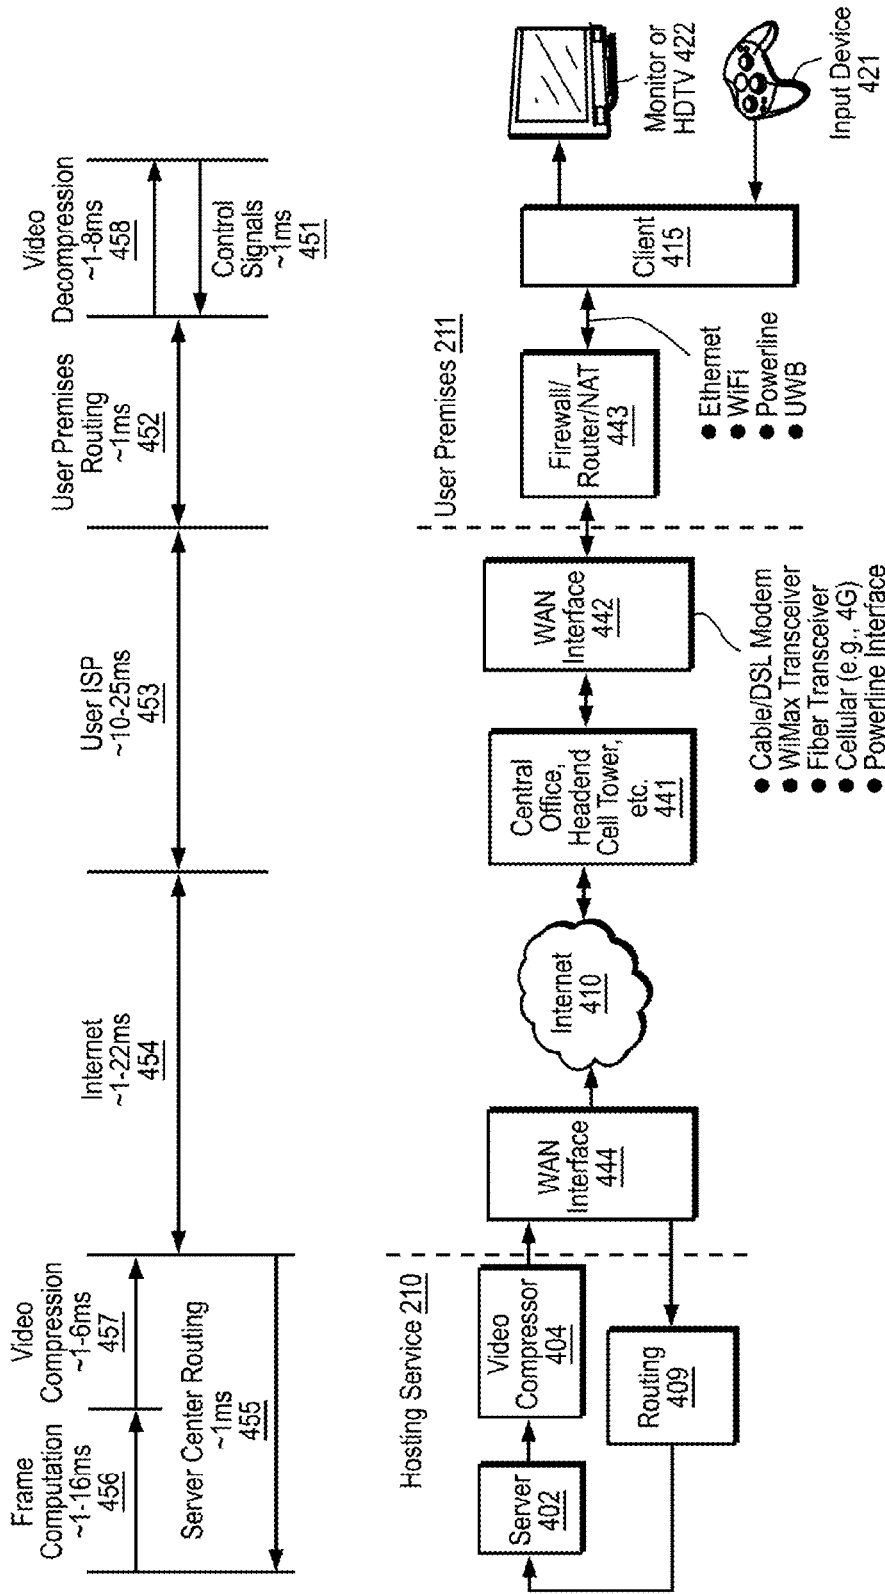 Frame
Computation
~1-16ms
456
Video
Compression
~1-6ms
457
Server Center Routing
~1ms
455
Internet
~1-22ms
454
User ISP
~10-25ms
453
User Premises
Routing
~1ms
452
Video
Decompression
~1-8ms
458
Control
Signals
~1ms
451
Hosting Service 210
Server
402
Video
Compressor
404
Routing
409
WAN
Interface
444
Internet
410
Central
Office,
Headend
Cell Tower,
etc.
441
WAN
Interface
442
● Cable/DSL Modem
● WiMax Transceiver
● Fiber Transceiver
● Cellular (e.g., 4G)
● Powerline Interface
User Premises 211
Firewall/
Router/NAT
443
● Ethernet
● WiFi
● Powerline
● UWB
Client
415
Monitor or
HDTV 422
Input Device
421